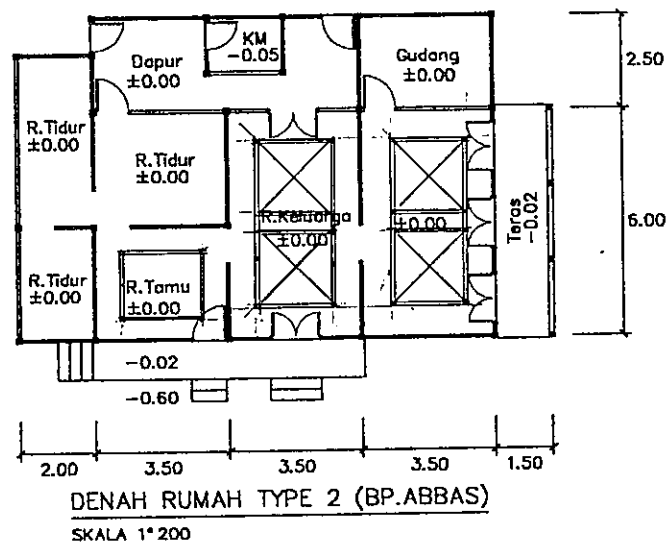 KM
-0.05
Dapur
±0.00
Gudang
±0.00
2.50
R.Tidur
±0.00
R.Tidur
±0.00
R.Keluarga
±0.00
±0.00
Teras
-0.02
6.00
R.Tidur
±0.00
R.Tamu
±0.00
-0.02
-0.60
2.00 3.50 3.50 3.50 1.50
DENAH RUMAH TYPE 2 (BP.ABBAS)
SKALA 1"200